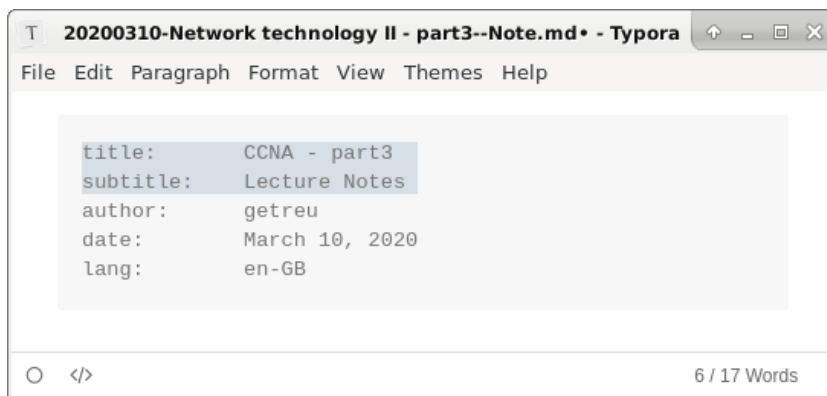 T 20200310-Network technology II - part3--Note.md• - Typora
File Edit Paragraph Format View Themes Help
title: CCNA - part3
subtitle: Lecture Notes
author: getreu
date: March 10, 2020
lang: en-GB
</> 6 / 17 Words